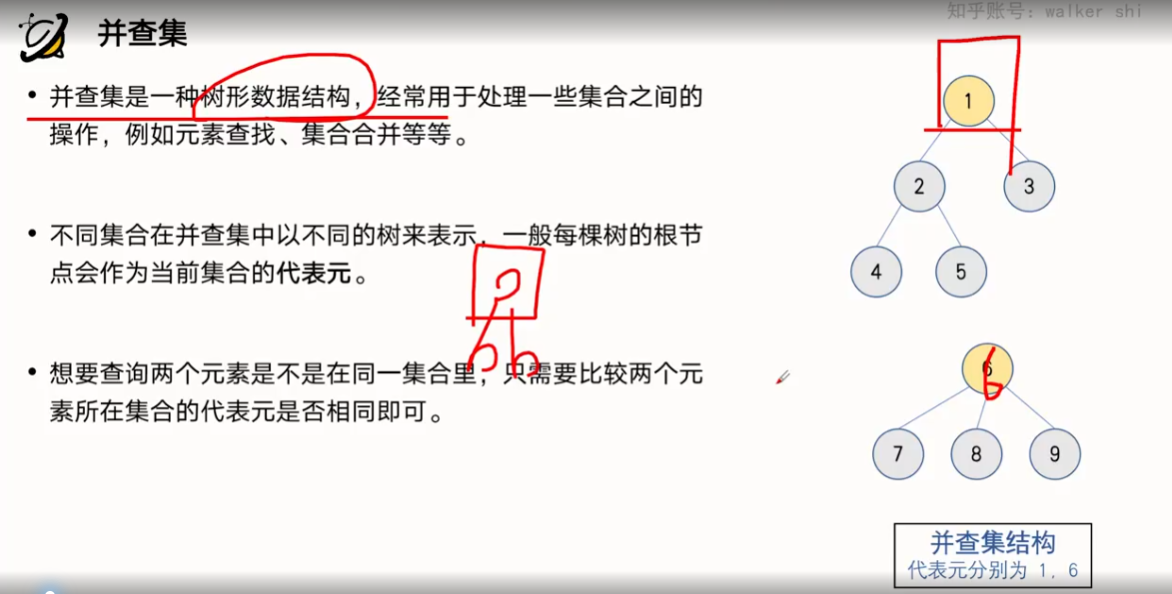 知乎账号: walker shi
并查集
• 并查集是一种树形数据结构，经常用于处理一些集合之间的
操作，例如元素查找、集合合并等等。
• 不同集合在并查集中以不同的树来表示，一般每棵树的根节
点会作为当前集合的代表元。
• 想要查询两个元素是不是在同一集合里，只需要比较两个元
素所在集合的代表元是否相同即可。
1
2 3
4 5
6
7 8 9
并查集结构
代表元分别为 1, 6